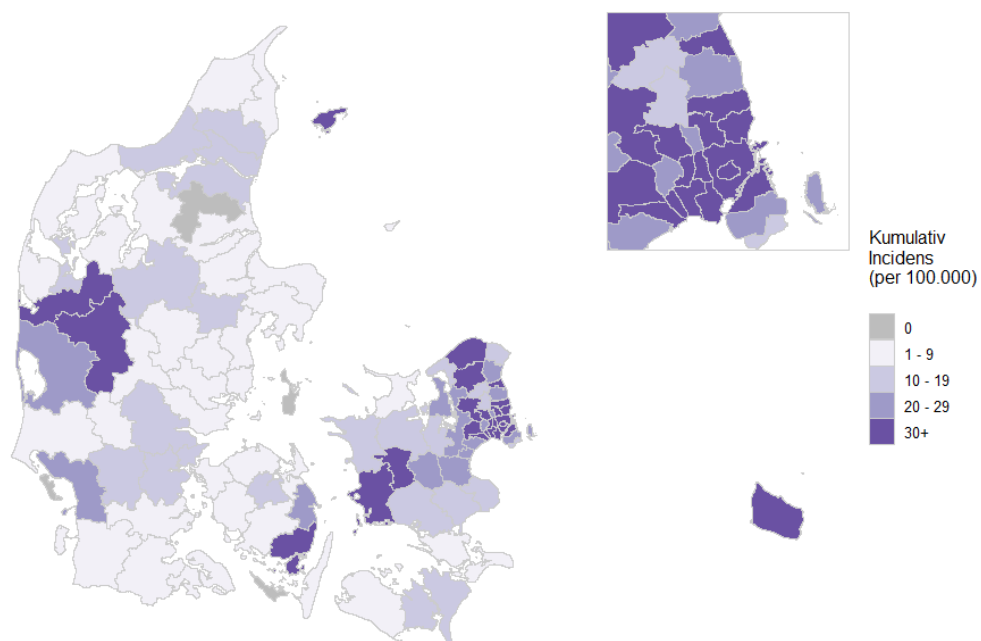 Kumulativ
Incidens
(per 100.000)
0
1 - 9
10 - 19
20 - 29
30+